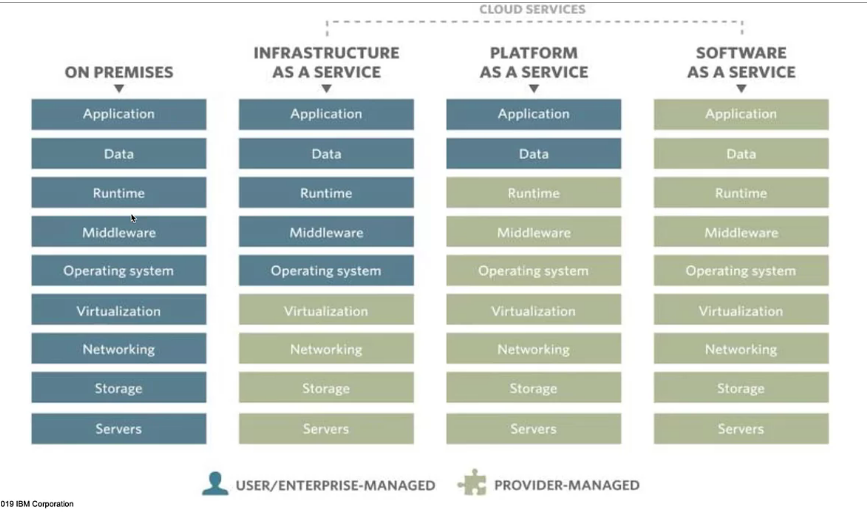 CLOUD SERVICES
ON PREMISES
INFRASTRUCTURE
AS A SERVICE
PLATFORM
AS A SERVICE
SOFTWARE
AS A SERVICE
Application
Application
Application
Application
Data
Data
Data
Data
Runtime
Runtime
Runtime
Runtime
Middleware
Middleware
Middleware
Middleware
Operating system
Operating system
Operating system
Operating system
Virtualization
Virtualization
Virtualization
Virtualization
Networking
Networking
Networking
Networking
Storage
Storage
Storage
Storage
Servers
Servers
Servers
Servers
USER/ENTERPRISE-MANAGED
PROVIDER-MANAGED
019 IBM Corporation